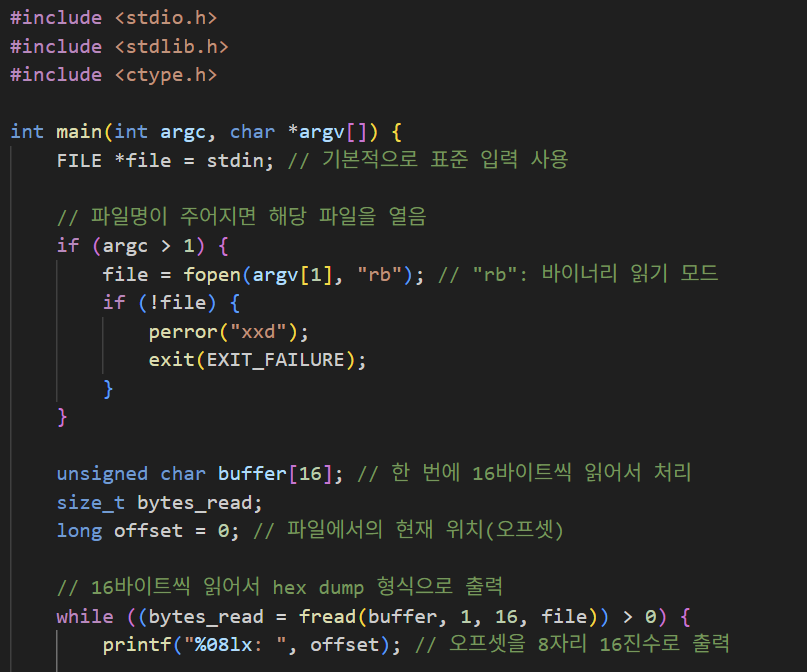 #include <stdio.h>
#include <stdlib.h>
#include <ctype.h>
int main(int argc, char *argv[]) {
FILE *file = stdin; // 기본적으로 표준 입력 사용
// 파일명이 주어지면 해당 파일을 열음
if (argc > 1) {
file = fopen(argv[1], "rb"); // "rb": 바이너리 읽기 모드
if (!file) {
perror("xxd");
exit(EXIT_FAILURE);
}
}
unsigned char buffer[16]; // 한 번에 16바이트씩 읽어서 처리
size_t bytes_read;
long offset = 0; // 파일에서의 현재 위치(오프셋)
// 16바이트씩 읽어서 hex dump 형식으로 출력
while ((bytes_read = fread(buffer, 1, 16, file)) > 0) {
printf("%08lx: ", offset); // 오프셋을 8자리 16진수로 출력